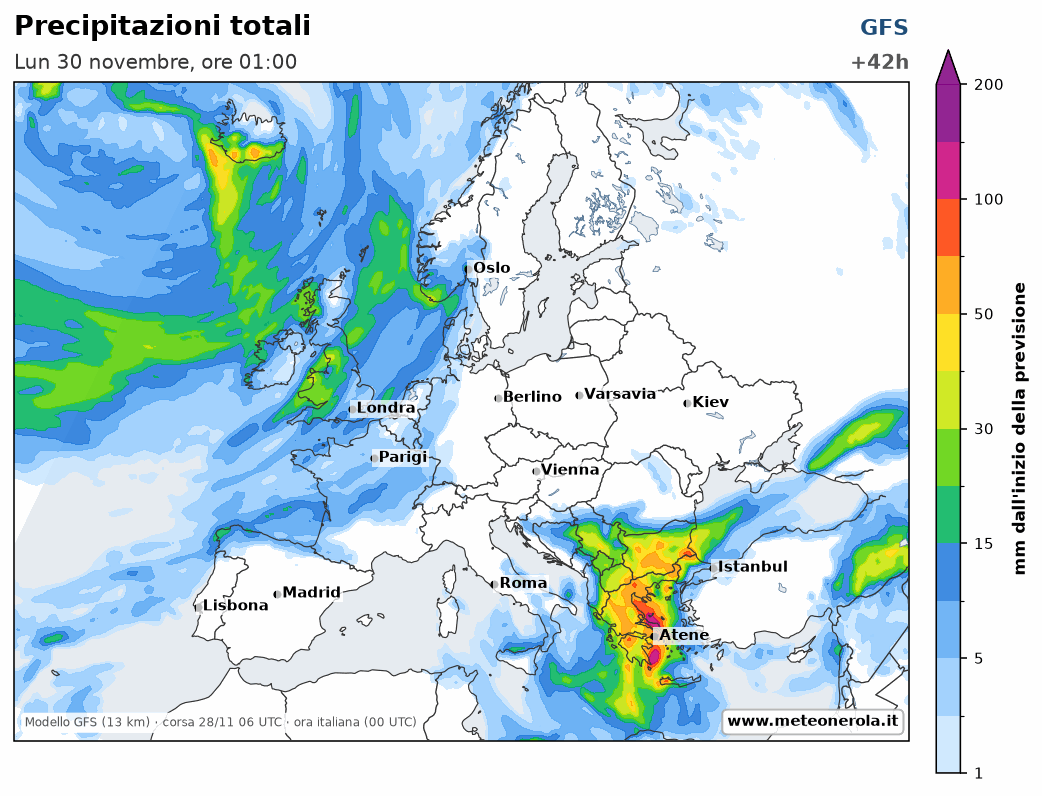 Precipitazioni totali
GFS
Lun 30 novembre, ore 01:00
+42h
200
100
50
30
15
5
1
mm dall'inizio della previsione
Oslo
Londra
Berlino
Varsavia
Kiev
Parigi
Vienna
Istanbul
Roma
Madrid
Lisbona
Atene
Modello GFS (13 km) · corsa 28/11 06 UTC · ora italiana (00 UTC)
www.meteonerola.it